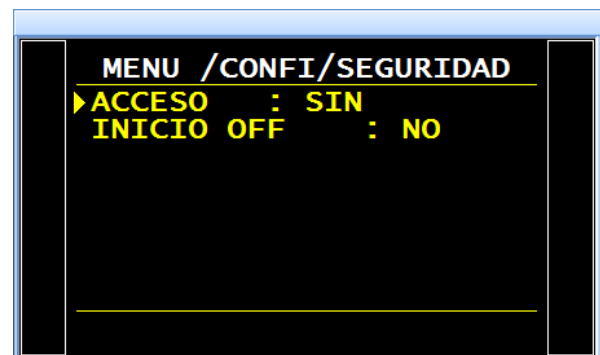 MENU /CONFI/SEGURIDAD
ACCESO : SIN
INICIO OFF : NO